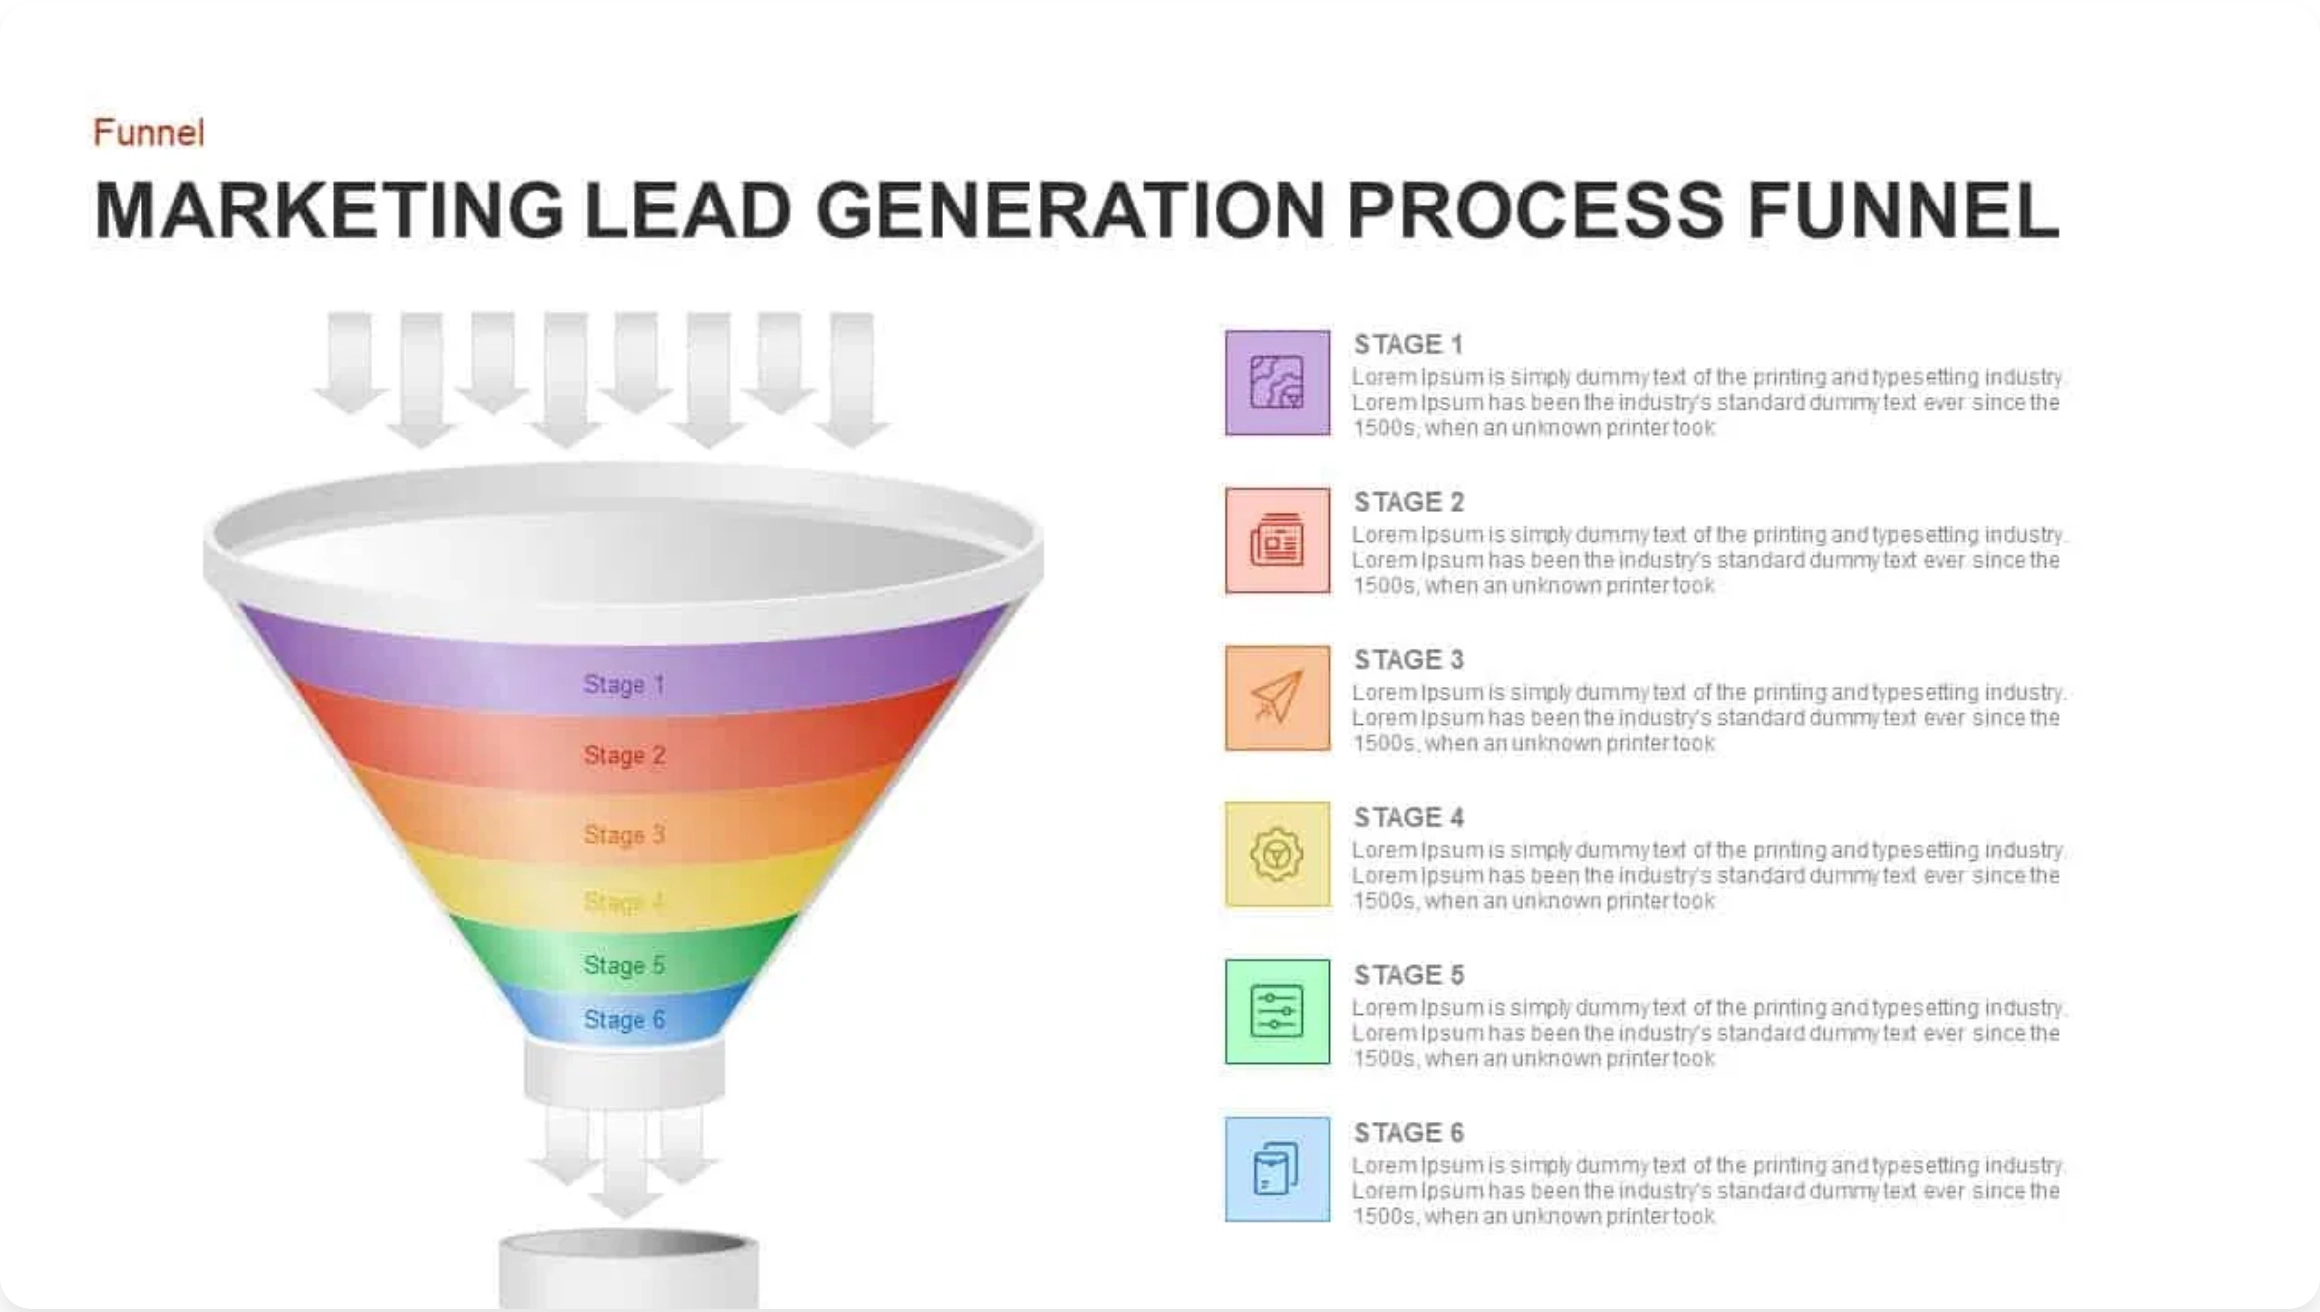 Funnel
MARKETING LEAD GENERATION PROCESS FUNNEL
Stage 1
Stage 2
Stage 3
Stage 4
Stage 5
Stage 6
STAGE 1
Lorem Ipsum is simply dummy text of the printing and typesetting industry.
Lorem Ipsum has been the industry's standard dummy text ever since the
1500s, when an unknown printer took
STAGE 2
Lorem Ipsum is simply dummy text of the printing and typesetting industry.
Lorem Ipsum has been the industry's standard dummy text ever since the
1500s, when an unknown printer took
STAGE 3
Lorem Ipsum is simply dummy text of the printing and typesetting industry.
Lorem Ipsum has been the industry's standard dummy text ever since the
1500s, when an unknown printer took
STAGE 4
Lorem Ipsum is simply dummy text of the printing and typesetting industry.
Lorem Ipsum has been the industry's standard dummy text ever since the
1500s, when an unknown printer took
STAGE 5
Lorem Ipsum is simply dummy text of the printing and typesetting industry.
Lorem Ipsum has been the industry's standard dummy text ever since the
1500s, when an unknown printer took
STAGE 6
Lorem Ipsum is simply dummy text of the printing and typesetting industry.
Lorem Ipsum has been the industry's standard dummy text ever since the
1500s, when an unknown printer took